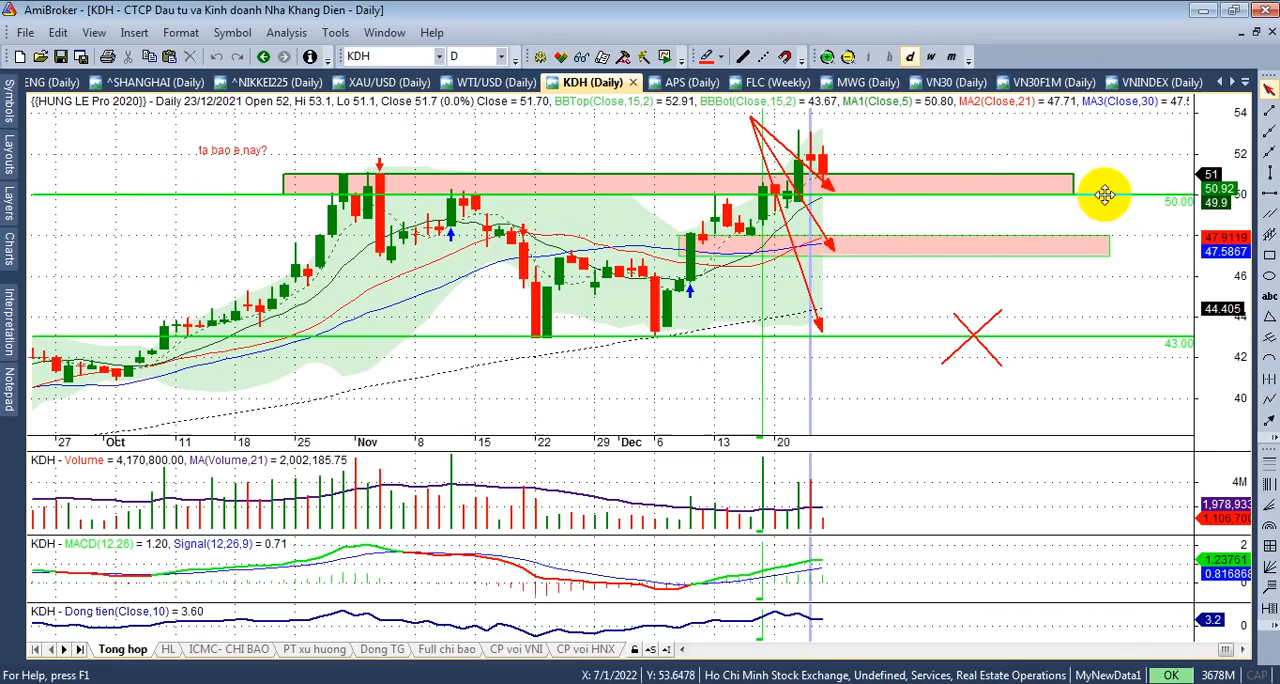 AmiBroker - [KDH - CTCP Dau tu va Kinh doanh Nha Khang Dien - Daily]
File Edit View Insert Format Symbol Analysis Tools Window Help
KDH D i h d w m
ENG (Daily) ^SHANGHAI (Daily) ^NIKKEI225 (Daily) XAU/USD (Daily) WTI/USD (Daily) KDH (Daily) APS (Daily) FLC (Weekly) MWG (Daily) VN30 (Daily) VN30F1M (Daily) VNINDEX (Daily)
Symbols
Layouts
Layers
Charts
Interpretation
Notepad
{{HUNG LE Pro 2020}} - Daily 23/12/2021 Open 52, Hi 53.1, Lo 51.1, Close 51.7 (0.0%) Close = 51.70, BBTop(Close,15,2) = 52.91, BBBot(Close,15,2) = 43.67, MA1(Close,5) = 50.80, MA2(Close,21) = 47.71, MA3(Close,30) = 47.5
ta bao e nay?
54
52
51
50.92
50
49.9
50.00
47.9119
47.5867
46
44.405
44
43.00
42
40
27 Oct 11 18 25 Nov 8 15 22 29 Dec 6 13 20
KDH - Volume = 4,170,800.00, MA(Volume,21) = 2,002,185.75
4M
1,978,933
1,106,700
KDH - MACD(12,26) = 1.20, Signal(12,26,9) = 0.71
2
1.23761
0.816868
0
KDH - Dong tien(Close,10) = 3.60
3.2
0
Tong hop HL ICMC- CHI BAO PT xu huong Dong TG Full chi bao CP voi VNI CP voi HNX
For Help, press F1 X: 7/1/2022 Y: 53.6478 Ho Chi Minh Stock Exchange, Undefined, Services, Real Estate Operations MyNewData1 OK 3678M CAP
abc